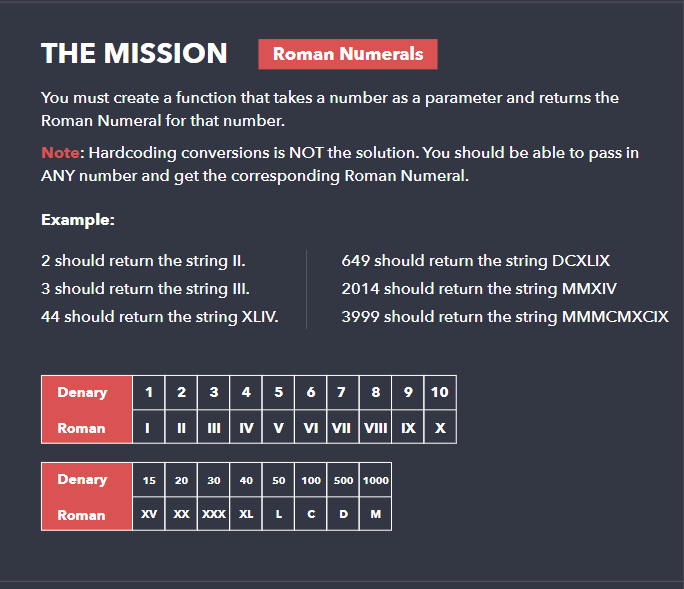 THE MISSION Roman Numerals
You must create a function that takes a number as a parameter and returns the
Roman Numeral for that number.
Note: Hardcoding conversions is NOT the solution. You should be able to pass in
ANY number and get the corresponding Roman Numeral.
Example:
2 should return the string II.
3 should return the string III.
44 should return the string XLIV.
649 should return the string DCXLIX
2014 should return the string MMXIV
3999 should return the string MMMCMXCIX
Denary 1 2 3 4 5 6 7 8 9 10
Roman I II III IV V VI VII VIII IX X
Denary 15 20 30 40 50 100 500 1000
Roman XV XX XXX XL L C D M